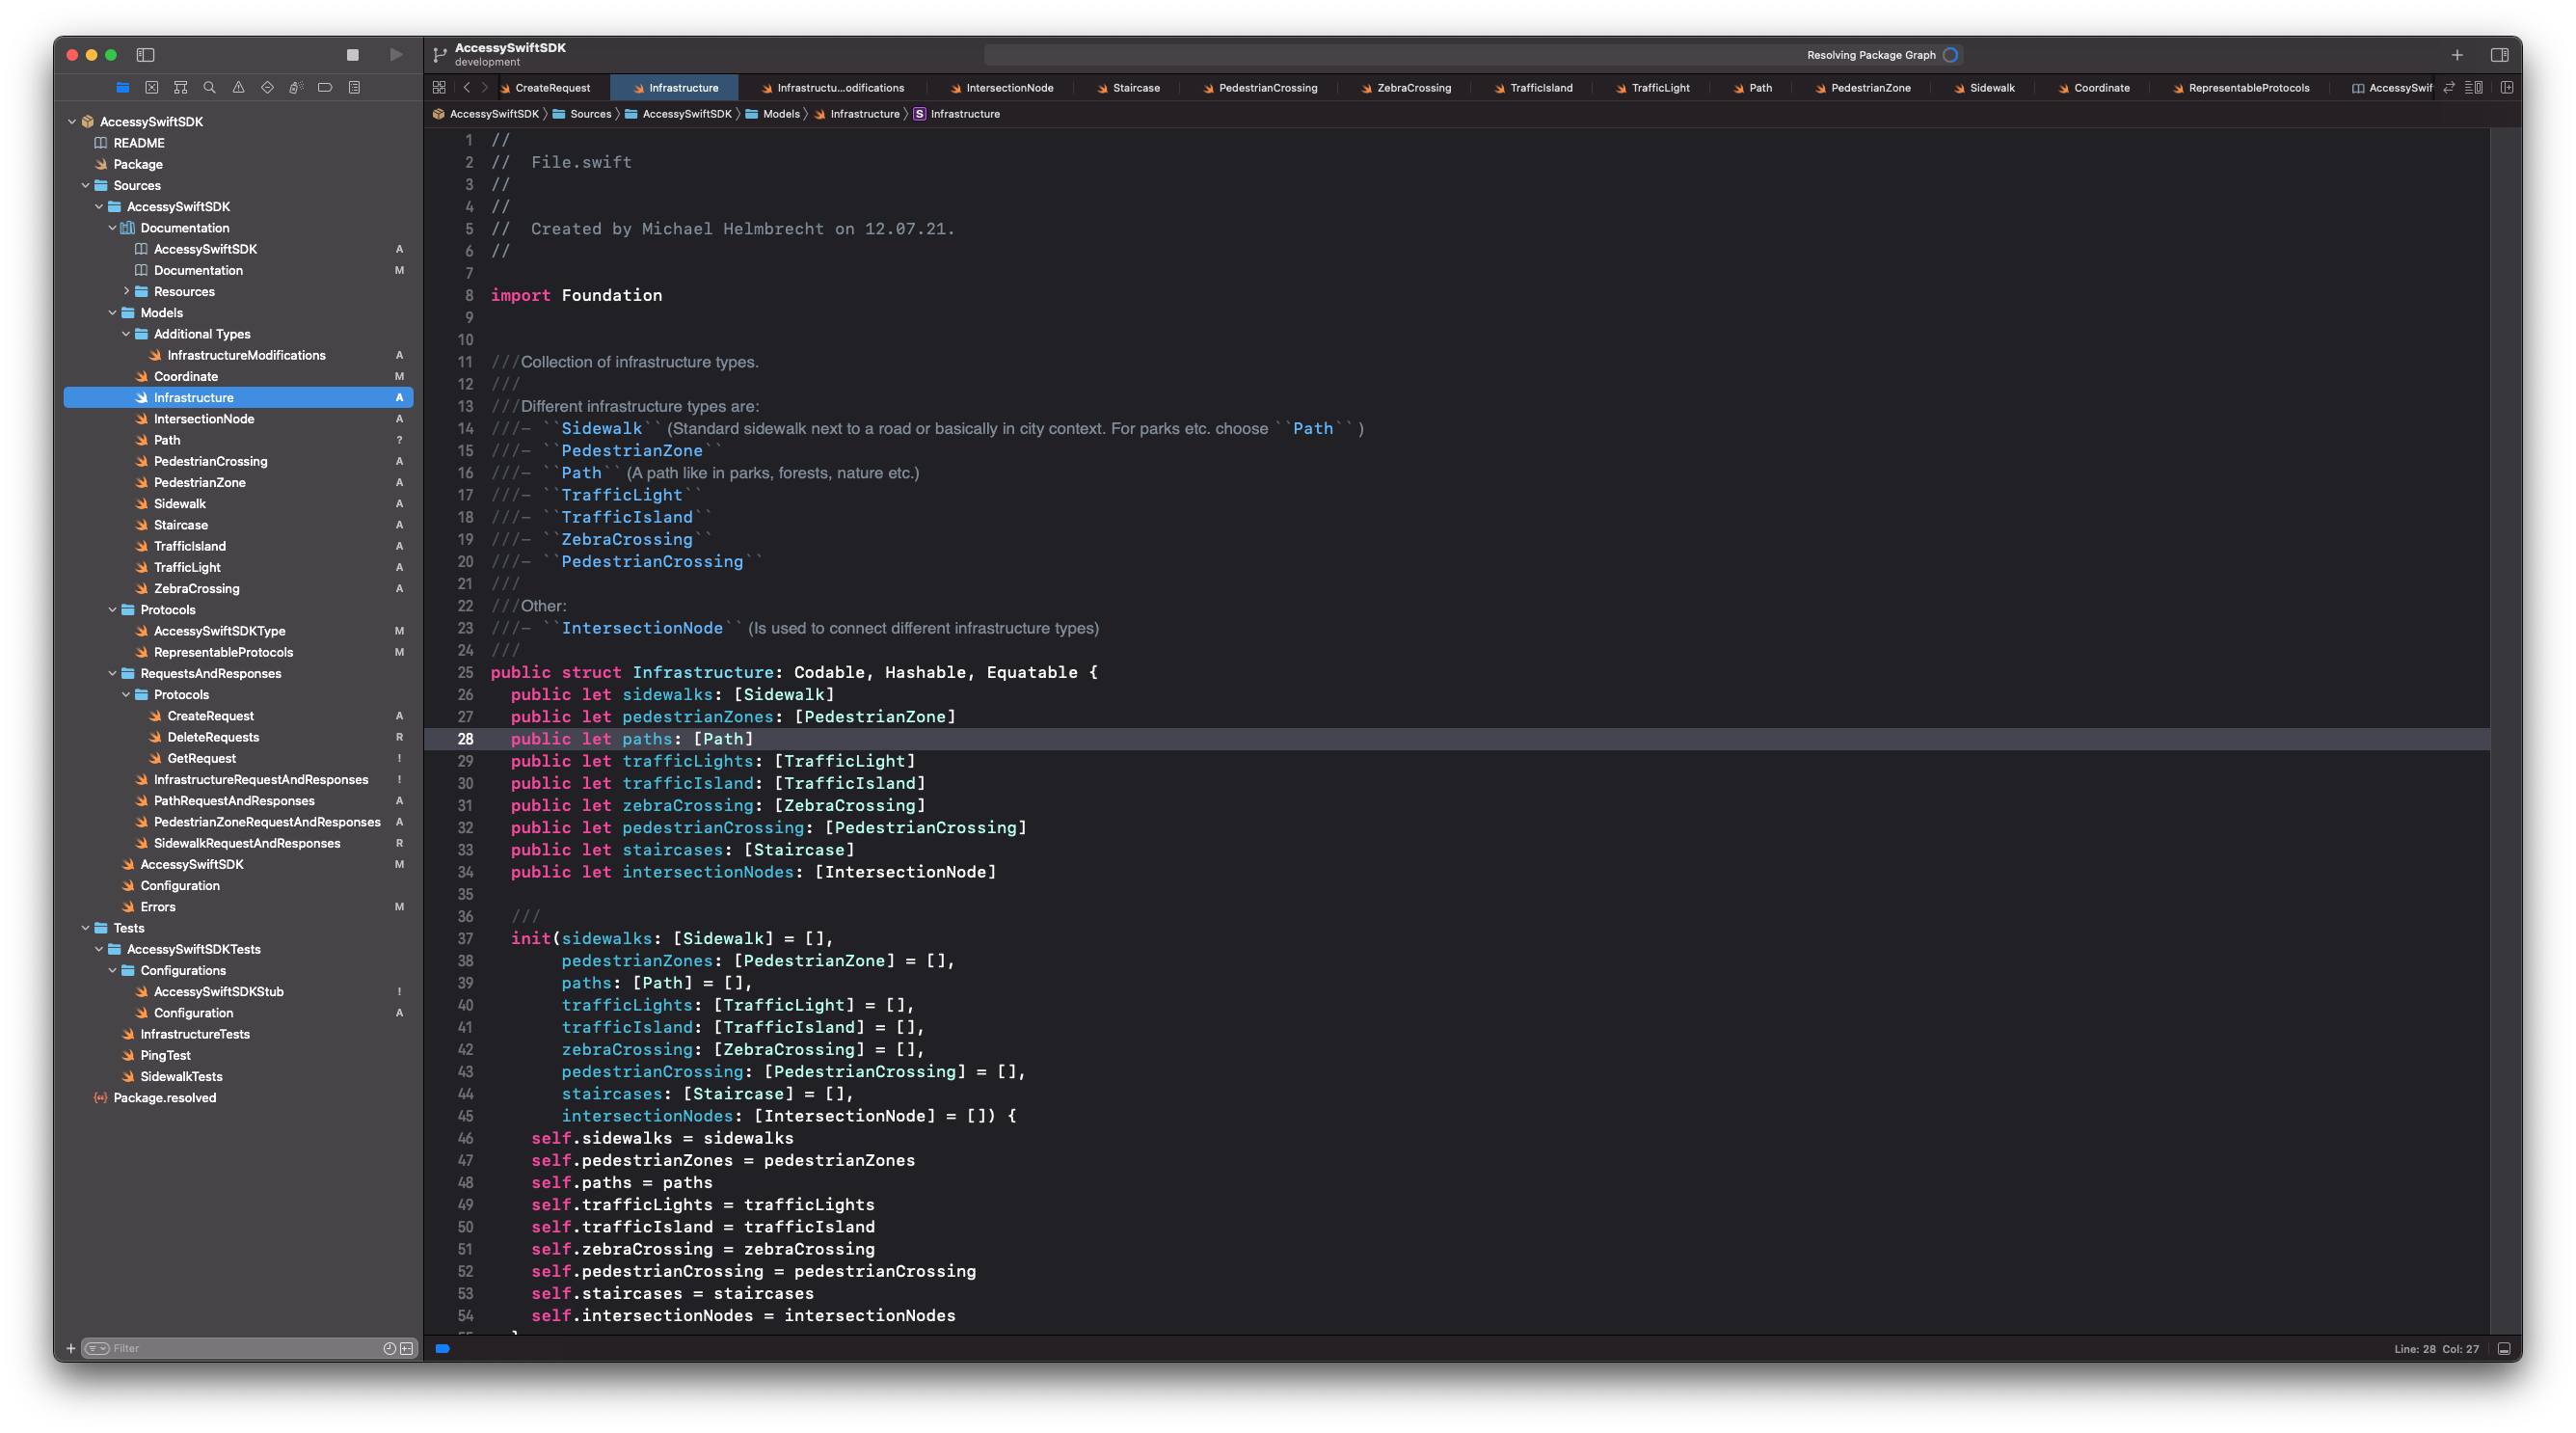 AccessySwiftSDK
development
Resolving Package Graph
CreateRequest
Infrastructure
Infrastructu...odifications
IntersectionNode
Staircase
PedestrianCrossing
ZebraCrossing
TrafficIsland
TrafficLight
Path
PedestrianZone
Sidewalk
Coordinate
RepresentableProtocols
AccessySwif
AccessySwiftSDK
Sources
AccessySwiftSDK
Models
Infrastructure
S Infrastructure
AccessySwiftSDK
README
Package
Sources
AccessySwiftSDK
Documentation
AccessySwiftSDK A
Documentation M
Resources
Models
Additional Types
InfrastructureModifications A
Coordinate M
Infrastructure A
IntersectionNode A
Path ?
PedestrianCrossing A
PedestrianZone A
Sidewalk A
Staircase A
TrafficIsland A
TrafficLight A
ZebraCrossing A
Protocols
AccessySwiftSDKType M
RepresentableProtocols M
RequestsAndResponses
Protocols
CreateRequest A
DeleteRequests R
GetRequest !
InfrastructureRequestAndResponses !
PathRequestAndResponses A
PedestrianZoneRequestAndResponses A
SidewalkRequestAndResponses R
AccessySwiftSDK M
Configuration
Errors M
Tests
AccessySwiftSDKTests
Configurations
AccessySwiftSDKStub !
Configuration A
InfrastructureTests
PingTest
SidewalkTests
Package.resolved
Filter
1 //
2 //  File.swift
3 //
4 //
5 //  Created by Michael Helmbrecht on 12.07.21.
6 //
7
8 import Foundation
9
10
11 ///Collection of infrastructure types.
12 ///
13 ///Different infrastructure types are:
14 ///- ``Sidewalk`` (Standard sidewalk next to a road or basically in city context. For parks etc. choose ``Path`` )
15 ///- ``PedestrianZone``
16 ///- ``Path`` (A path like in parks, forests, nature etc.)
17 ///- ``TrafficLight``
18 ///- ``TrafficIsland``
19 ///- ``ZebraCrossing``
20 ///- ``PedestrianCrossing``
21 ///
22 ///Other:
23 ///- ``IntersectionNode`` (Is used to connect different infrastructure types)
24 ///
25 public struct Infrastructure: Codable, Hashable, Equatable {
26   public let sidewalks: [Sidewalk]
27   public let pedestrianZones: [PedestrianZone]
28   public let paths: [Path]
29   public let trafficLights: [TrafficLight]
30   public let trafficIsland: [TrafficIsland]
31   public let zebraCrossing: [ZebraCrossing]
32   public let pedestrianCrossing: [PedestrianCrossing]
33   public let staircases: [Staircase]
34   public let intersectionNodes: [IntersectionNode]
35
36   ///
37   init(sidewalks: [Sidewalk] = [],
38        pedestrianZones: [PedestrianZone] = [],
39        paths: [Path] = [],
40        trafficLights: [TrafficLight] = [],
41        trafficIsland: [TrafficIsland] = [],
42        zebraCrossing: [ZebraCrossing] = [],
43        pedestrianCrossing: [PedestrianCrossing] = [],
44        staircases: [Staircase] = [],
45        intersectionNodes: [IntersectionNode] = []) {
46     self.sidewalks = sidewalks
47     self.pedestrianZones = pedestrianZones
48     self.paths = paths
49     self.trafficLights = trafficLights
50     self.trafficIsland = trafficIsland
51     self.zebraCrossing = zebraCrossing
52     self.pedestrianCrossing = pedestrianCrossing
53     self.staircases = staircases
54     self.intersectionNodes = intersectionNodes
Line: 28 Col: 27